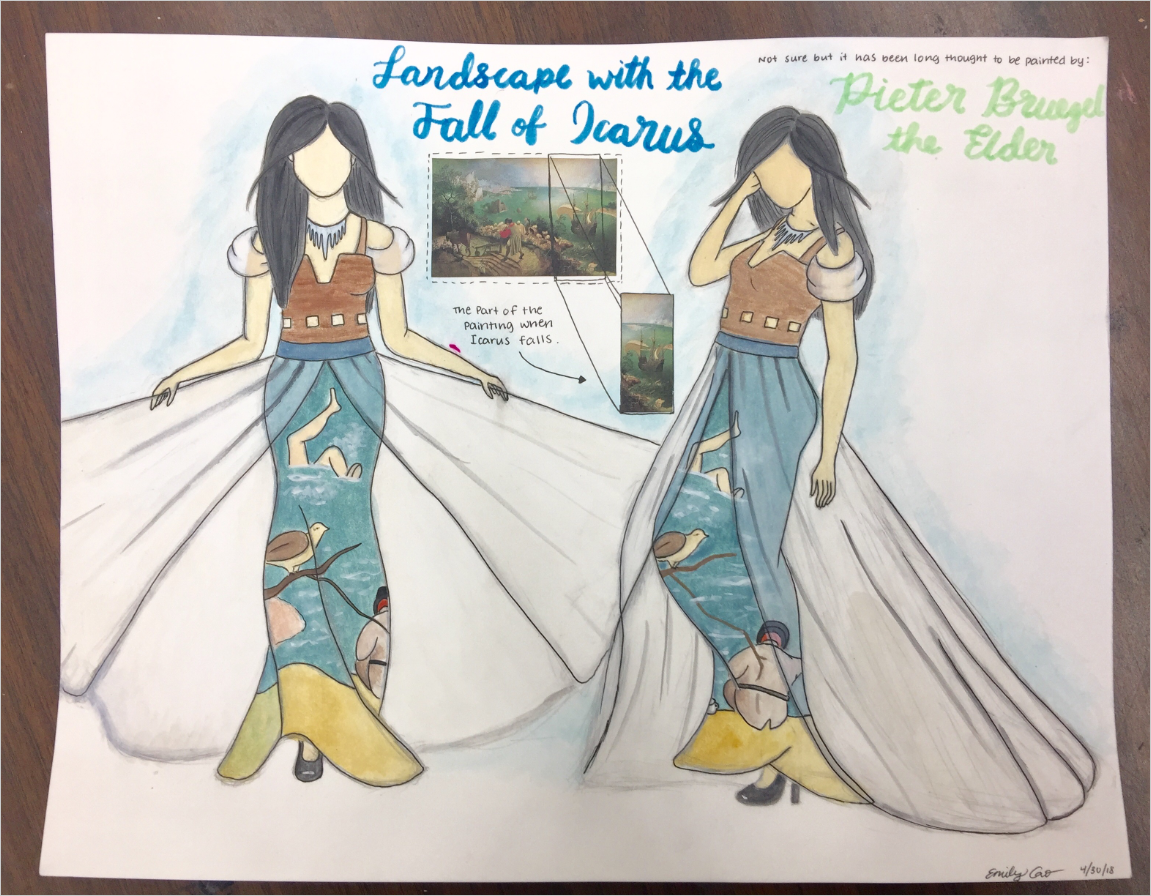 Landscape with the
Fall of Icarus
Not sure but it has been long thought to be painted by:
Pieter Bruegel
the Elder
The part of the
painting when
Icarus falls.
Emily Cao 4/30/18